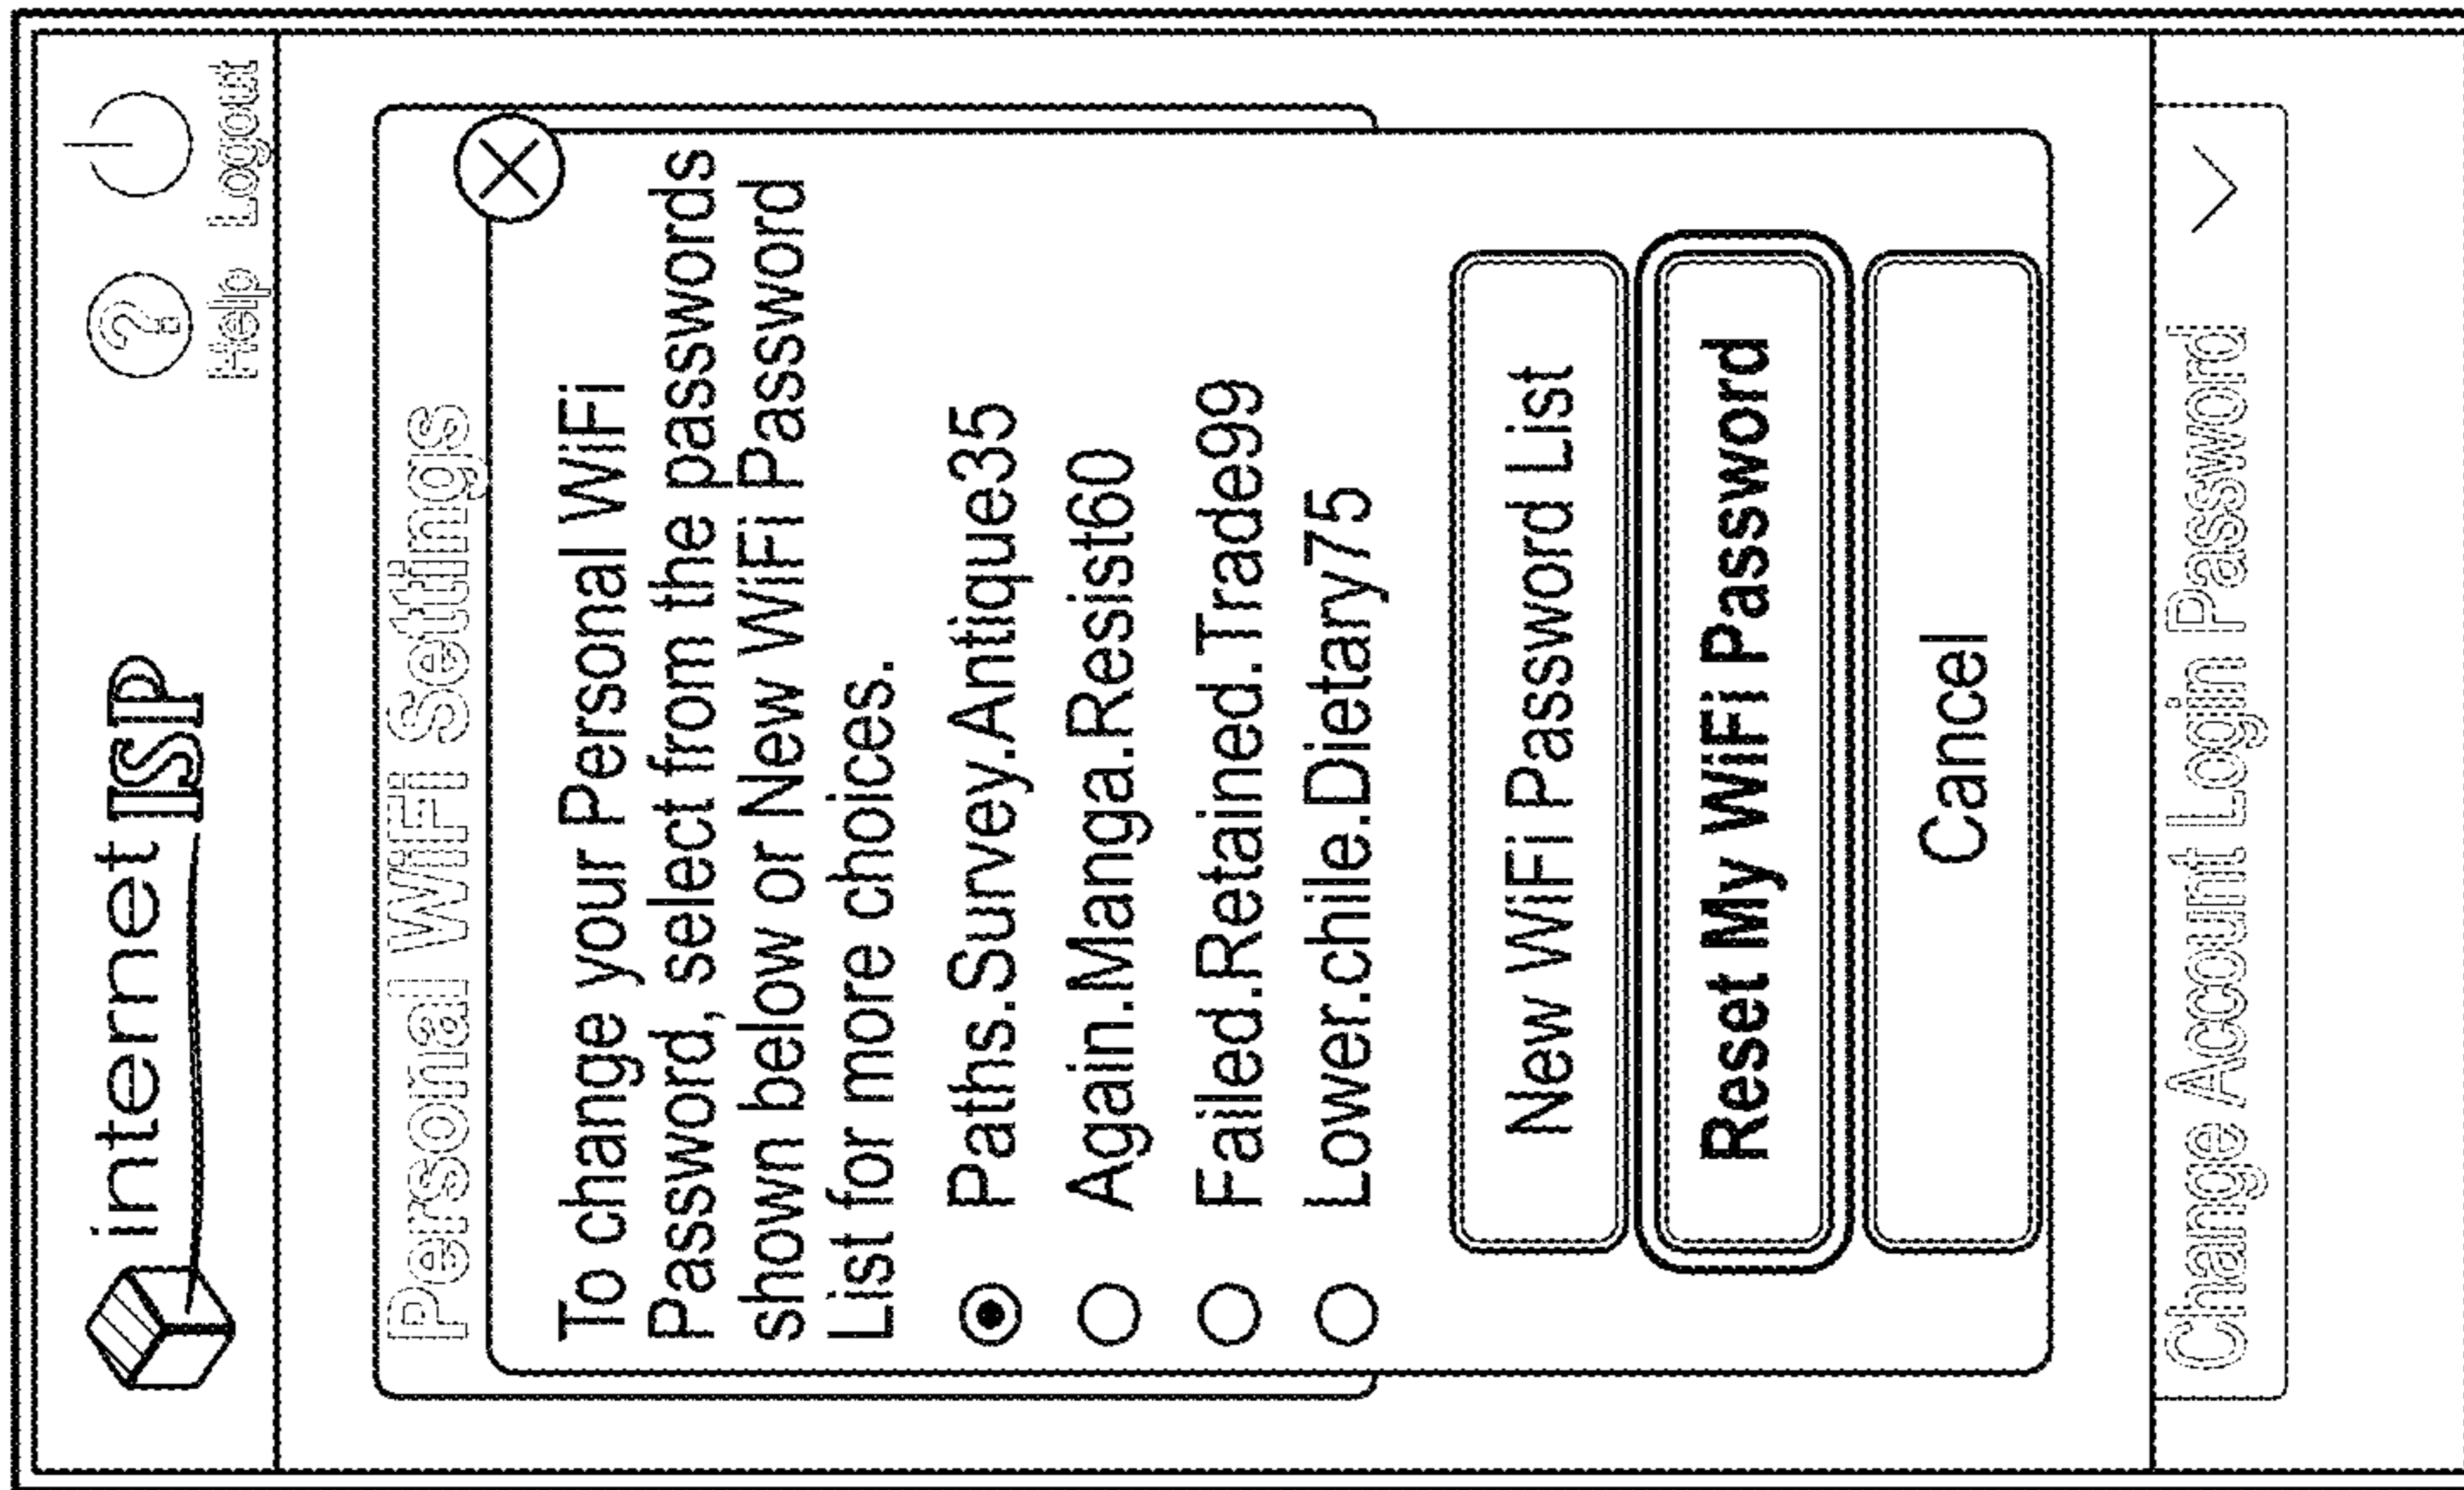 internet ISP
? Help Logout
Personal WiFi Settings
To change your Personal WiFi
Password, select from the passwords
shown below or New WiFi Password
List for more choices.
Paths.Survey.Antique35
Again.Manga.Resist60
Failed.Retained.Trade99
Lower.chile.Dietary75
New WiFi Password List
Reset My WiFi Password
Cancel
Change Account Login Password